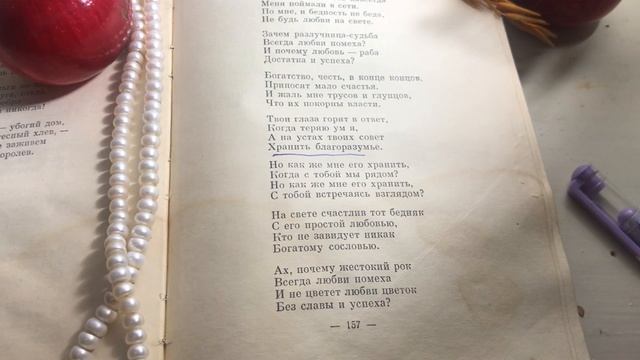 никогда!
— убогий дом,
тесный хлев, —
заживем
королев.
Меня поймали в сети.
По мне, и бедность не беда,
Не будь любви на свете.
Зачем разлучница-судьба
Всегда любви помеха?
И почему любовь — раба
Достатка и успеха?
Богатство, честь, в конце концов,
Приносят мало счастья.
И жаль мне трусов и глупцов,
Что их покорны власти.
Твои глаза горят в ответ,
Когда теряю ум я,
А на устах твоих совет
Хранить благоразумье.
Но как же мне его хранить,
Когда с тобой мы рядом?
Но как же мне его хранить,
С тобой встречаясь взглядом?
На свете счастлив тот бедняк
С его простой любовью,
Кто не завидует никак
Богатому сословью.
Ах, почему жестокий рок
Всегда любви помеха
И не цветет любви цветок
Без славы и успеха?
— 157 —